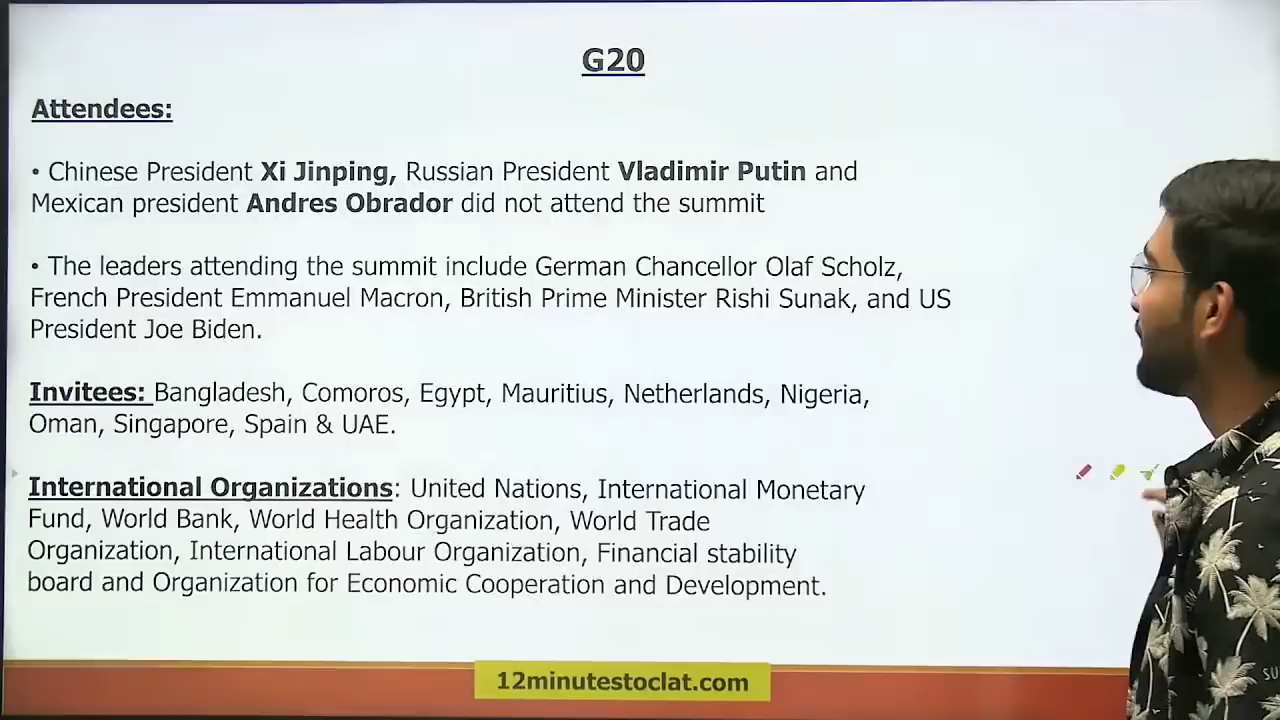 G20
Attendees:
• Chinese President Xi Jinping, Russian President Vladimir Putin and
Mexican president Andres Obrador did not attend the summit
• The leaders attending the summit include German Chancellor Olaf Scholz,
French President Emmanuel Macron, British Prime Minister Rishi Sunak, and US
President Joe Biden.
Invitees: Bangladesh, Comoros, Egypt, Mauritius, Netherlands, Nigeria,
Oman, Singapore, Spain & UAE.
International Organizations: United Nations, International Monetary
Fund, World Bank, World Health Organization, World Trade
Organization, International Labour Organization, Financial stability
board and Organization for Economic Cooperation and Development.
12minutestoclat.com